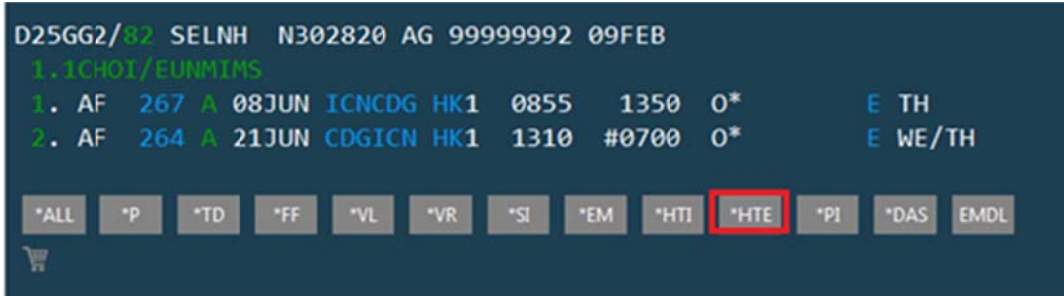 D25GG2/82 SELNH N302820 AG 99999992 09FEB
1.1CHOI/EUNMIMS
1. AF 267 A 08JUN ICNCDG HK1 0855 1350 O* E TH
2. AF 264 A 21JUN CDGICN HK1 1310 #0700 O* E WE/TH
*ALL *P *TD *FF *VL *VR *SI *EM *HTI *HTE *PI *DAS EMDL